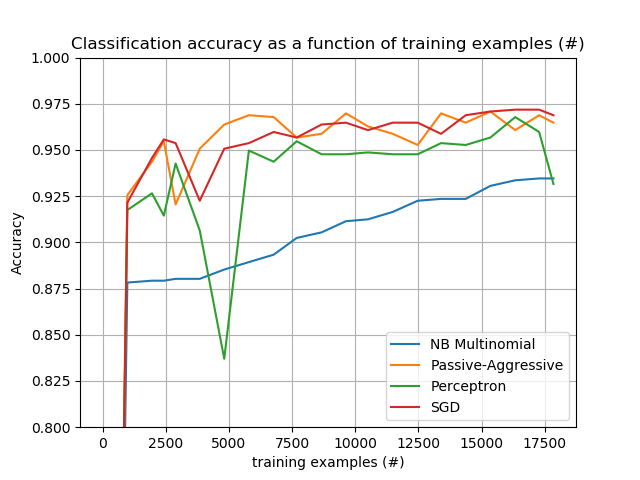 Classification accuracy as a function of training examples (#)
1.000
0.975
0.950
0.925
0.900
0.875
0.850
0.825
0.800
Accuracy
NB Multinomial
Passive-Aggressive
Perceptron
SGD
0 2500 5000 7500 10000 12500 15000 17500
training examples (#)